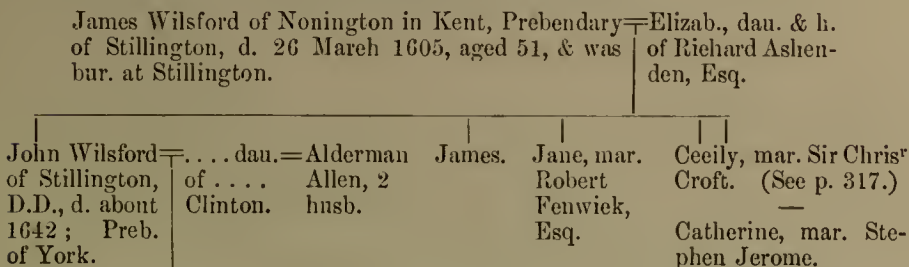 James Wilsford of Nonington in Kent, Prebendary
of Stillington, d. 26 March 1605, aged 51, & was
bur. at Stillington.
Elizab., dau. & h.
of Richard Ashen-
den, Esq.
John Wilsford
of Stillington,
D.D., d. about
1642; Preb.
of York.
.... dau.
of ....
Clinton.
Alderman
Allen, 2
husb.
James.
Jane, mar.
Robert
Fenwick,
Esq.
Cecily, mar. Sir Chrisʳ
Croft. (See p. 317.)
—
Catherine, mar. Ste-
phen Jerome.